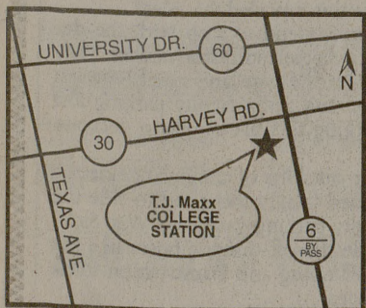 UNIVERSITY DR.
60
N
HARVEY RD.
30
TEXAS AVE.
T.J. Maxx
COLLEGE
STATION
6
BY
PASS